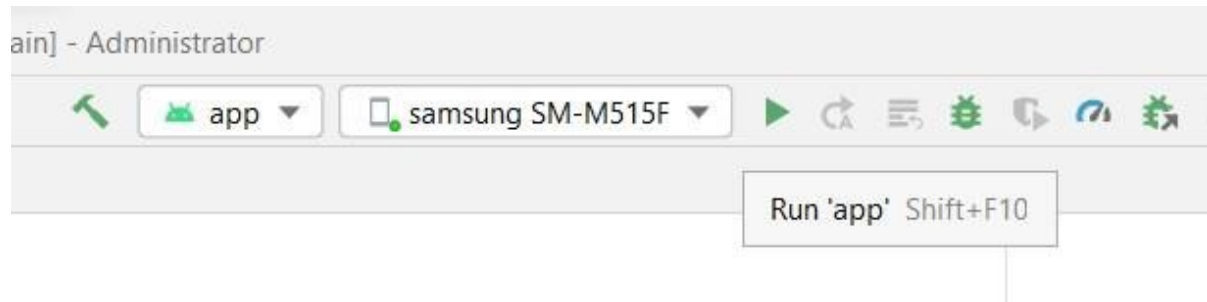 ain] - Administrator
app samsung SM-M515F
Run 'app' Shift+F10